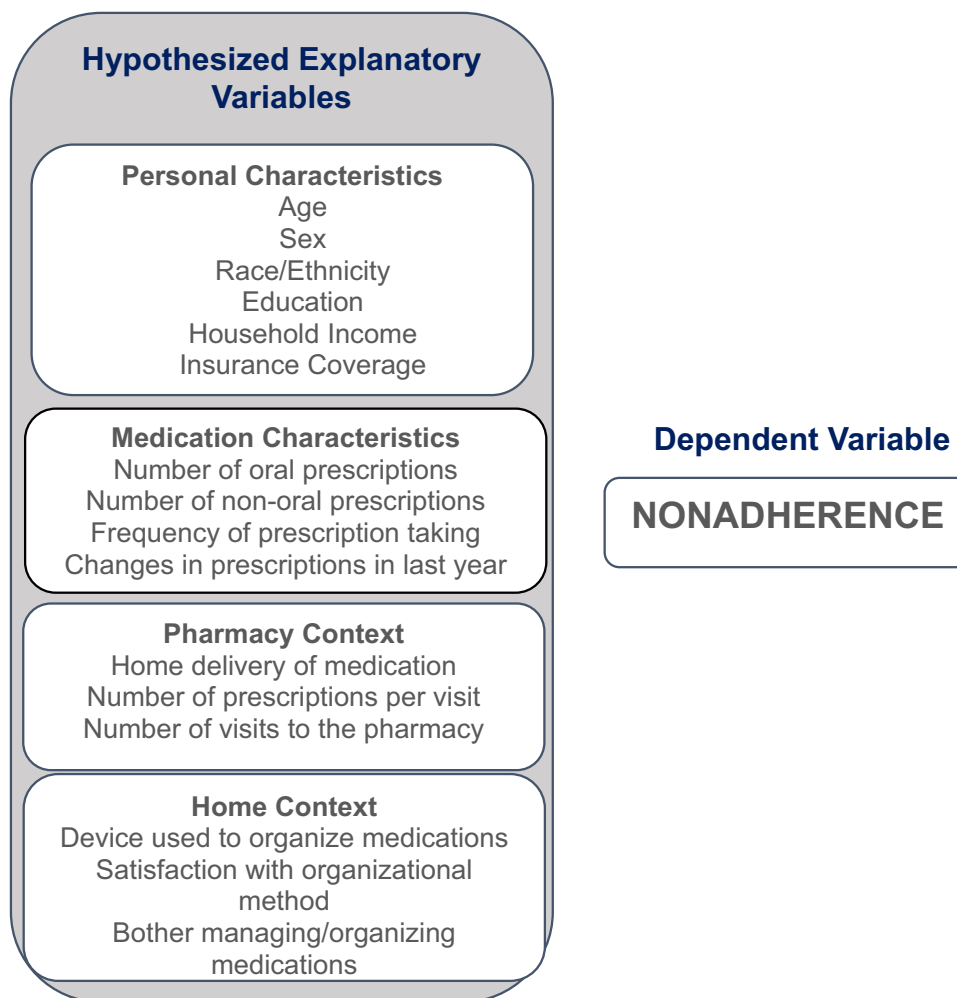 Hypothesized Explanatory
Variables
Personal Characteristics
Age
Sex
Race/Ethnicity
Education
Household Income
Insurance Coverage
Medication Characteristics
Number of oral prescriptions
Number of non-oral prescriptions
Frequency of prescription taking
Changes in prescriptions in last year
Pharmacy Context
Home delivery of medication
Number of prescriptions per visit
Number of visits to the pharmacy
Home Context
Device used to organize medications
Satisfaction with organizational
method
Bother managing/organizing
medications
Dependent Variable
NONADHERENCE